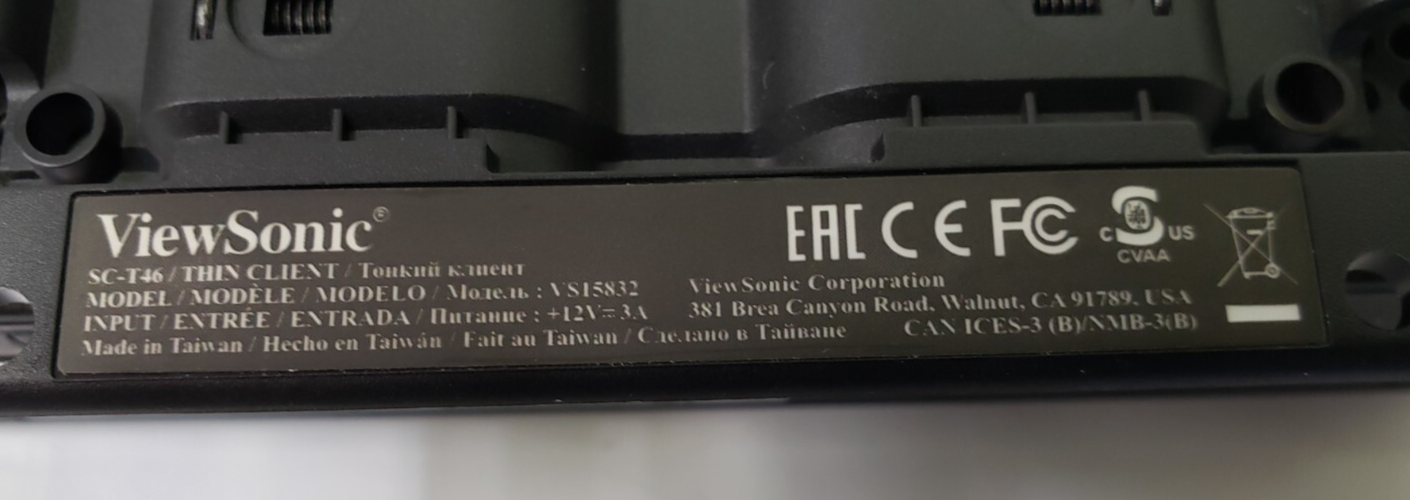 ViewSonic®
SC-T46 / THIN CLIENT / Тонкий клиент
MODEL / MODÈLE / MODELO / Модель : VS15832
INPUT / ENTRÉE / ENTRADA / Питание : +12V⎓3A
Made in Taiwan / Hecho en Taiwán / Fait au Taiwan / Сделано в Тайване
EAC CE FC
C S US
CVAA
ViewSonic Corporation
381 Brea Canyon Road, Walnut, CA 91789. USA
CAN ICES-3 (B)/NMB-3(B)